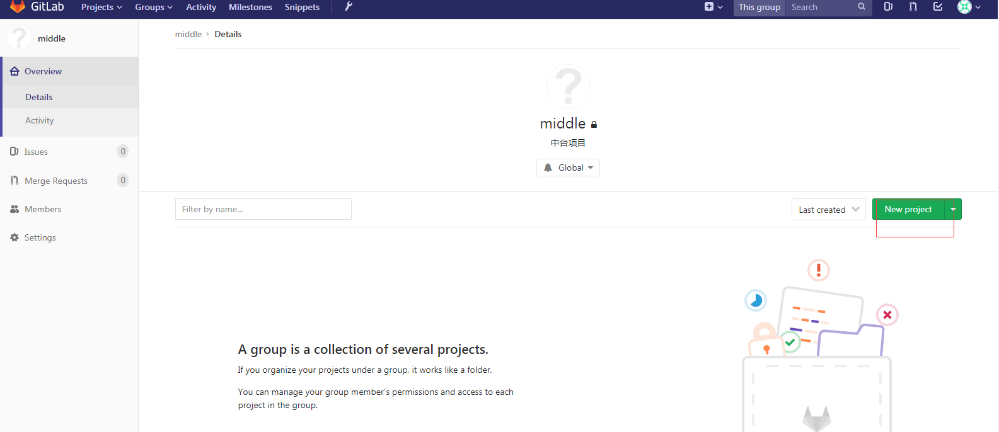 GitLab Projects Groups Activity Milestones Snippets This group Search
middle
middle › Details
Overview
Details
Activity
Issues 0
Merge Requests 0
Members
Settings
middle
中台项目
Global
Filter by name... Last created New project
A group is a collection of several projects.
If you organize your projects under a group, it works like a folder.
You can manage your group member’s permissions and access to each
project in the group.